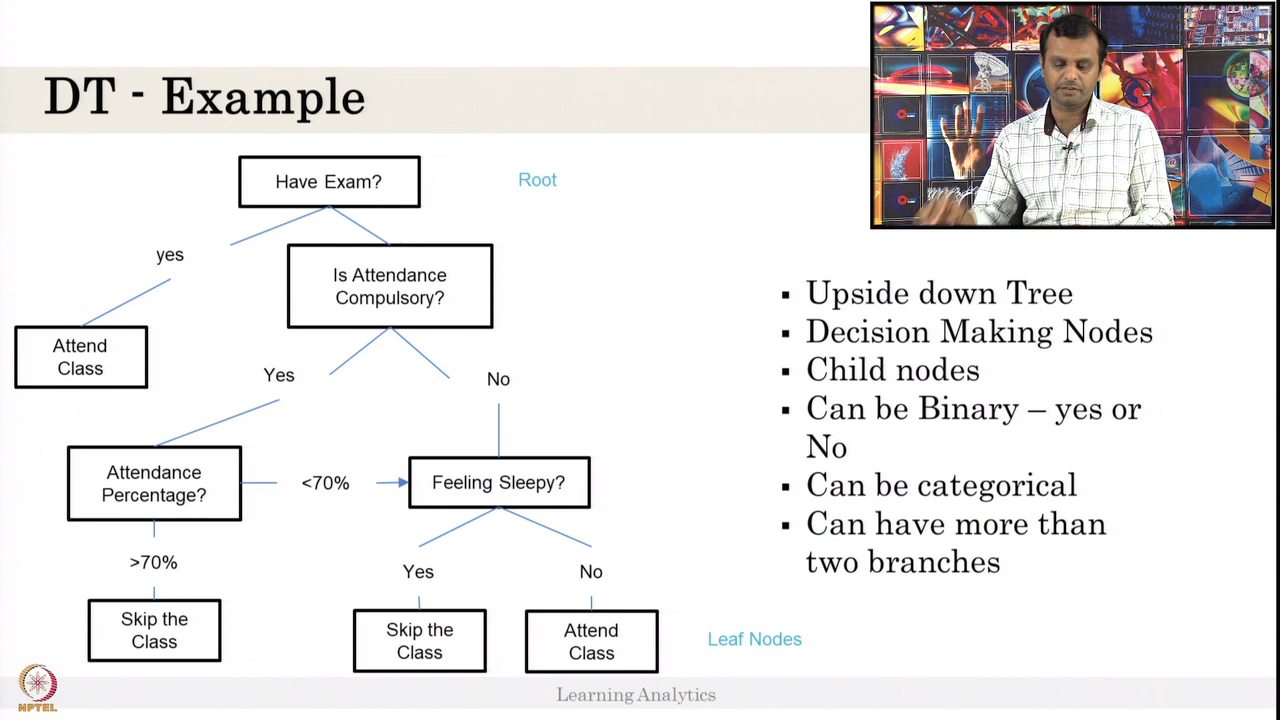 DT - Example
Have Exam?
Root
yes
Is Attendance
Compulsory?
Attend
Class
Yes
No
Attendance
Percentage?
<70%
Feeling Sleepy?
>70%
Yes
No
Skip the
Class
Skip the
Class
Attend
Class
Leaf Nodes
▪ Upside down Tree
▪ Decision Making Nodes
▪ Child nodes
▪ Can be Binary – yes or
No
▪ Can be categorical
▪ Can have more than
two branches
NPTEL
Learning Analytics